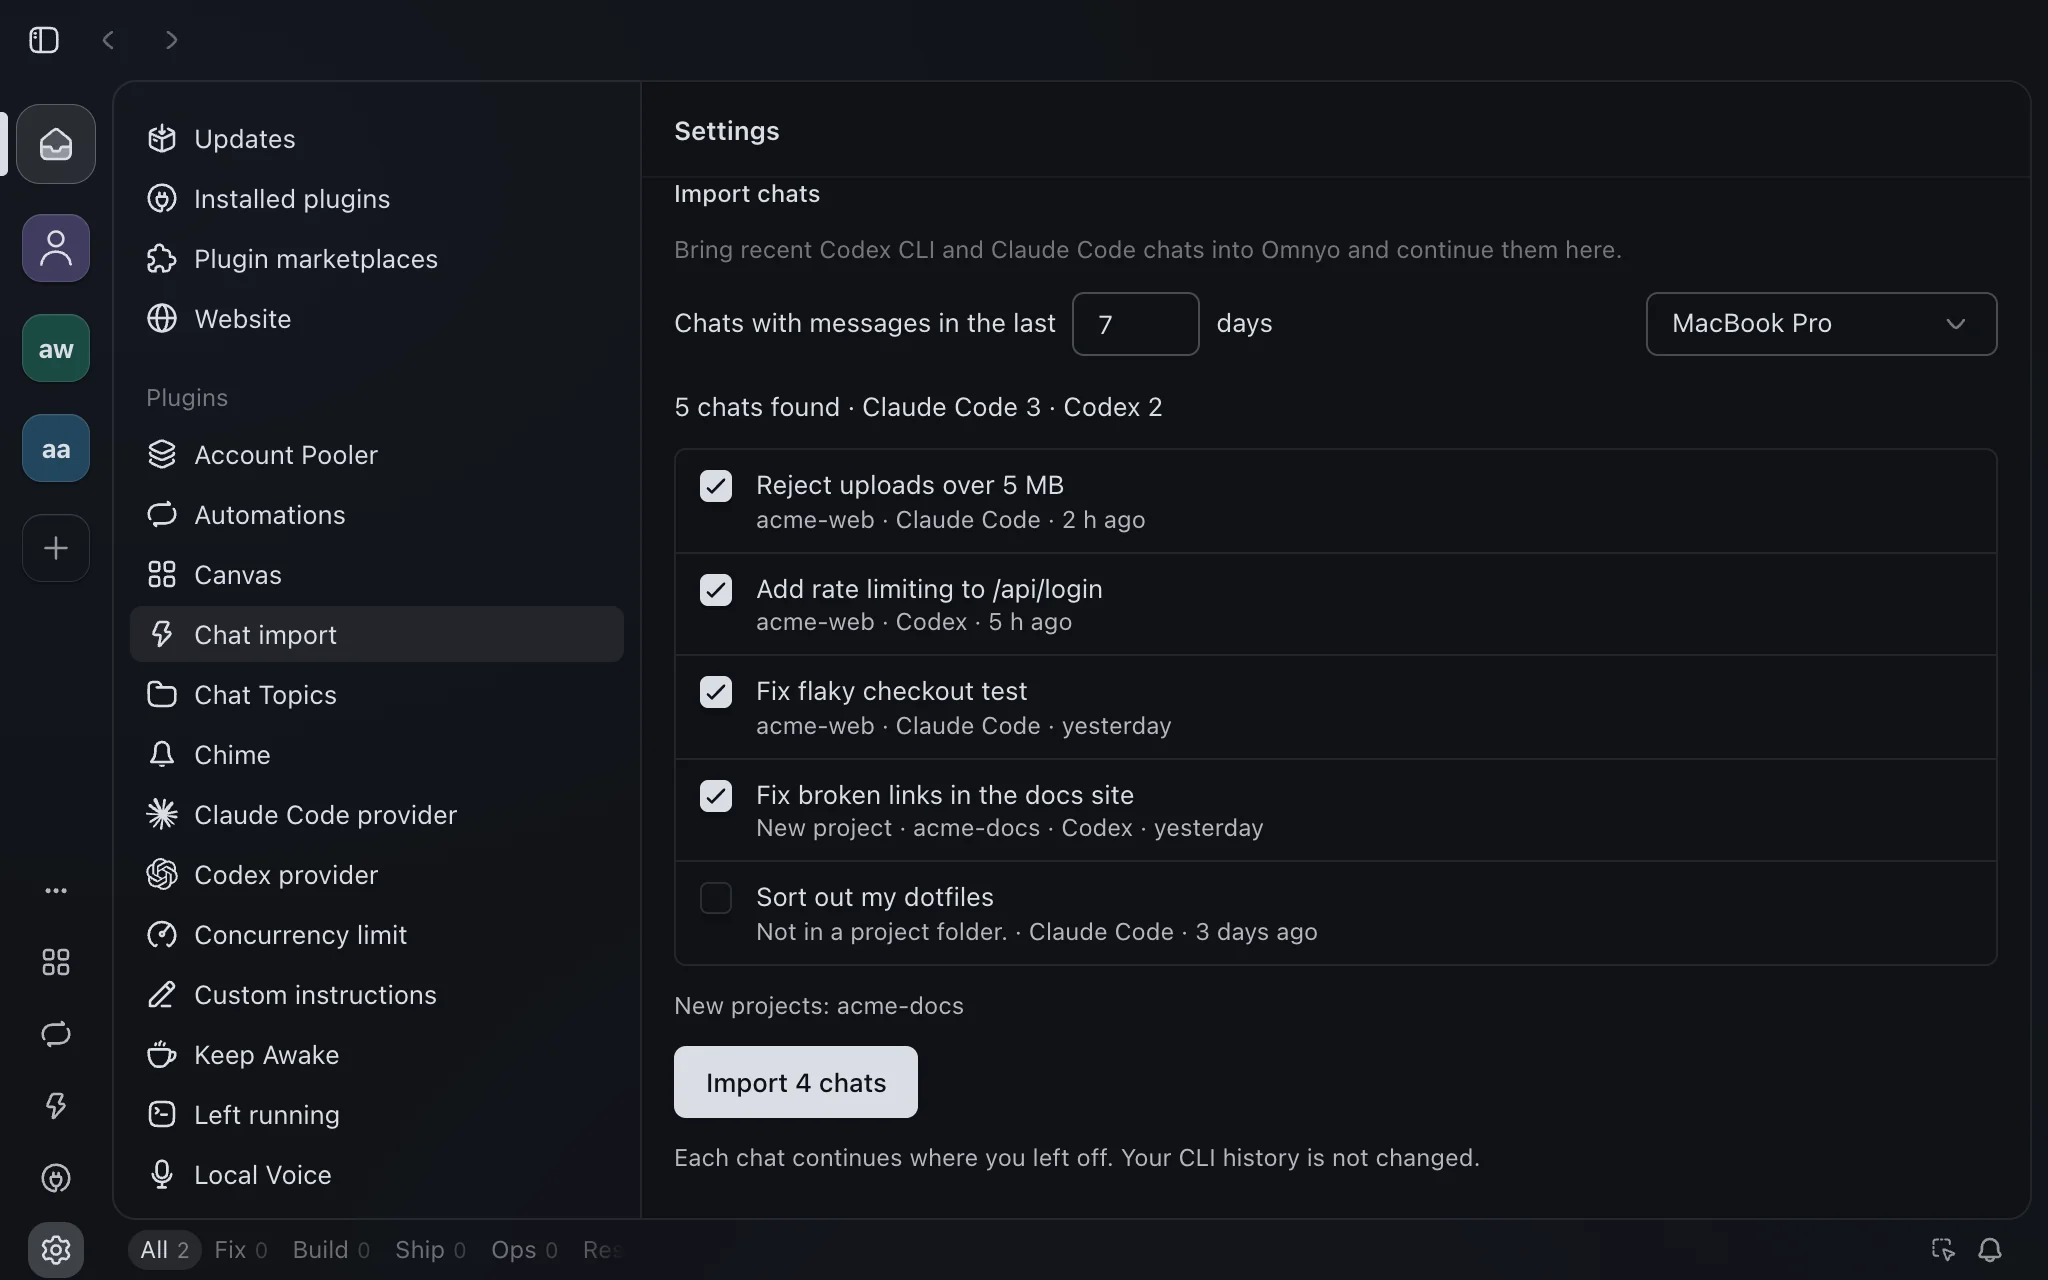 Updates
Installed plugins
Plugin marketplaces
Website
Plugins
Account Pooler
Automations
Canvas
Chat import
Chat Topics
Chime
Claude Code provider
Codex provider
Concurrency limit
Custom instructions
Keep Awake
Left running
Local Voice
aw
aa
Settings
Import chats
Bring recent Codex CLI and Claude Code chats into Omnyo and continue them here.
Chats with messages in the last 7 days
MacBook Pro
5 chats found · Claude Code 3 · Codex 2
Reject uploads over 5 MB
acme-web · Claude Code · 2 h ago
Add rate limiting to /api/login
acme-web · Codex · 5 h ago
Fix flaky checkout test
acme-web · Claude Code · yesterday
Fix broken links in the docs site
New project · acme-docs · Codex · yesterday
Sort out my dotfiles
Not in a project folder. · Claude Code · 3 days ago
New projects: acme-docs
Import 4 chats
Each chat continues where you left off. Your CLI history is not changed.
All 2 Fix 0 Build 0 Ship 0 Ops 0 Res